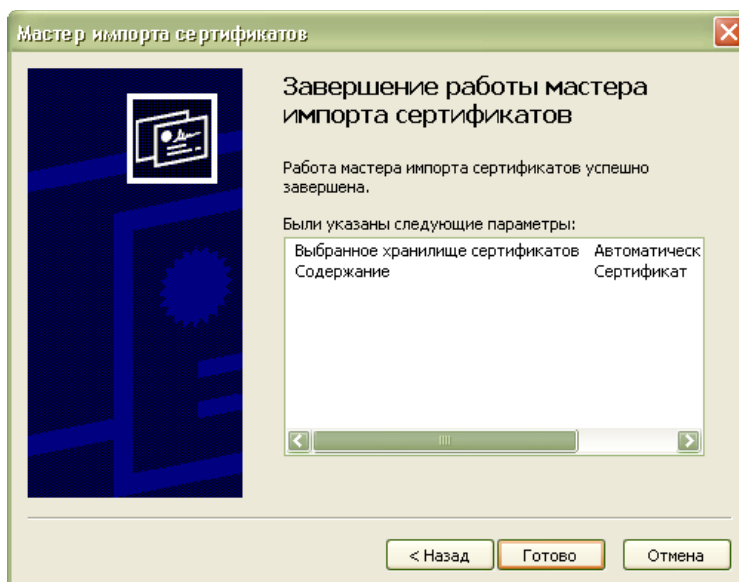 Мастер импорта сертификатов
Завершение работы мастера
импорта сертификатов
Работа мастера импорта сертификатов успешно
завершена.
Были указаны следующие параметры:
Выбранное хранилище сертификатов Автоматическ
Содержание Сертификат
< Назад Готово Отмена